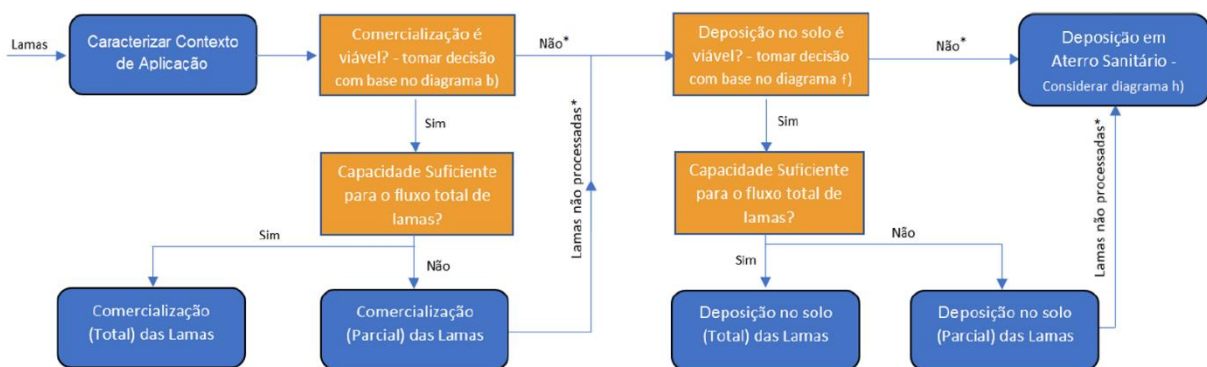 Lamas
Caracterizar Contexto
de Aplicação
Comercialização é
viável? - tomar decisão
com base no diagrama b)
Não*
Deposição no solo é
viável? - tomar decisão
com base no diagrama f)
Não*
Deposição em
Aterro Sanitário -
Considerar diagrama h)
Sim
Sim
Lamas não processadas*
Lamas não processadas*
Capacidade Suficiente
para o fluxo total de
lamas?
Capacidade Suficiente
para o fluxo total de
lamas?
Sim
Não
Sim
Não
Comercialização
(Total) das Lamas
Comercialização
(Parcial) das Lamas
Deposição no solo
(Total) das Lamas
Deposição no solo
(Parcial) das Lamas